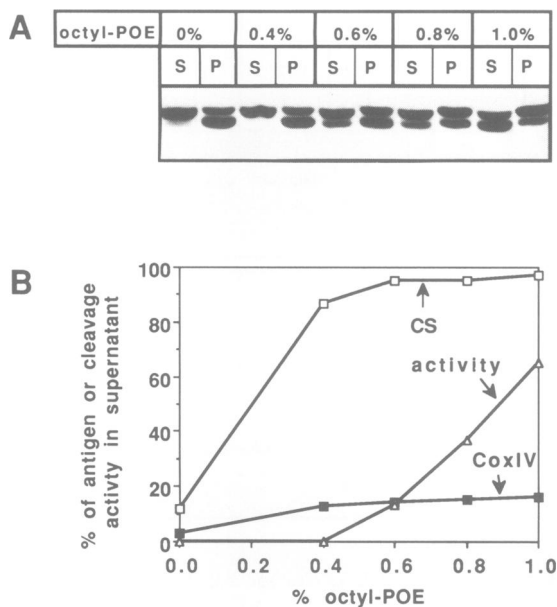 A
octyl-POE 0% 0.4% 0.6% 0.8% 1.0%
S P S P S P S P S P
B
% of antigen or cleavage
activty in supernatant
100
80
60
40
20
0
CS
activity
CoxIV
0.0 0.2 0.4 0.6 0.8 1.0
% octyl-POE